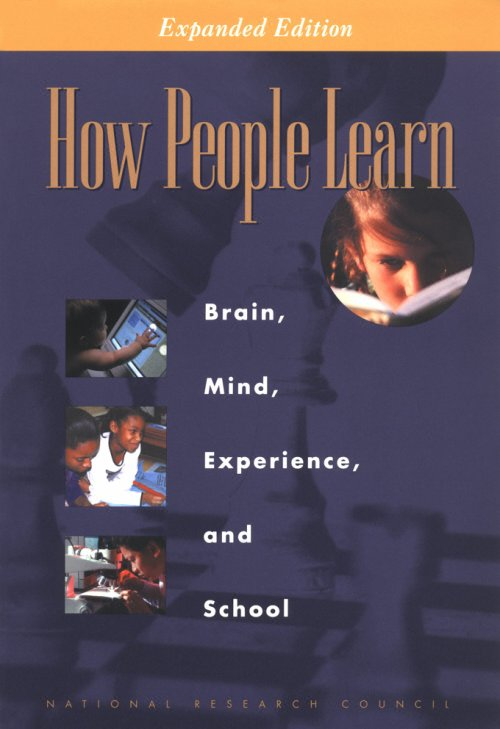 Expanded Edition
How People Learn
Brain,
Mind,
Experience,
and
School
NATIONAL RESEARCH COUNCIL